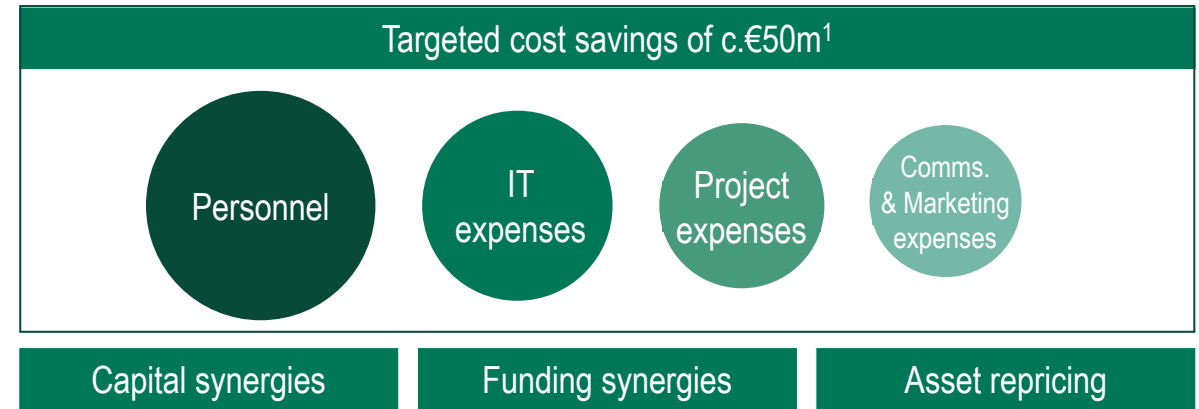 Targeted cost savings of c.€50m¹
Personnel
IT
expenses
Project
expenses
Comms.
& Marketing
expenses
Capital synergies
Funding synergies
Asset repricing